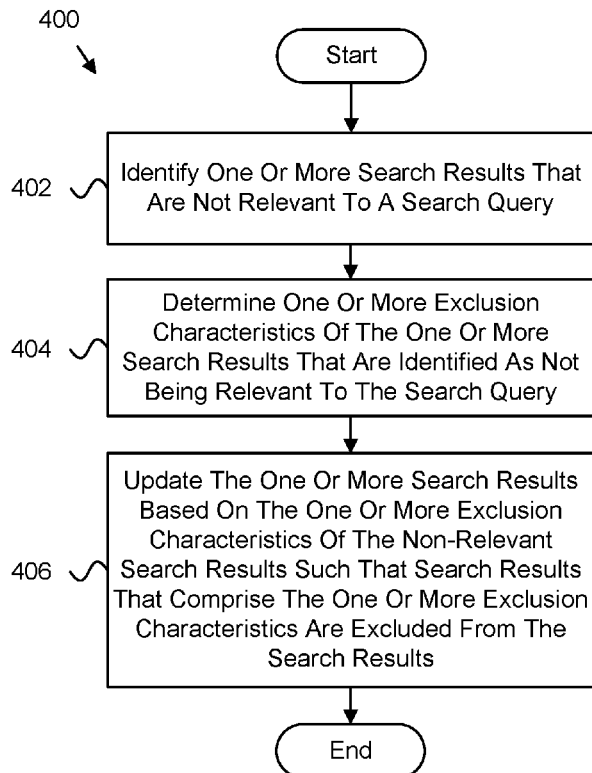 400
Start
402
Identify One Or More Search Results That
Are Not Relevant To A Search Query
404
Determine One Or More Exclusion
Characteristics Of The One Or More
Search Results That Are Identified As Not
Being Relevant To The Search Query
406
Update The One Or More Search Results
Based On The One Or More Exclusion
Characteristics Of The Non-Relevant
Search Results Such That Search Results
That Comprise The One Or More Exclusion
Characteristics Are Excluded From The
Search Results
End